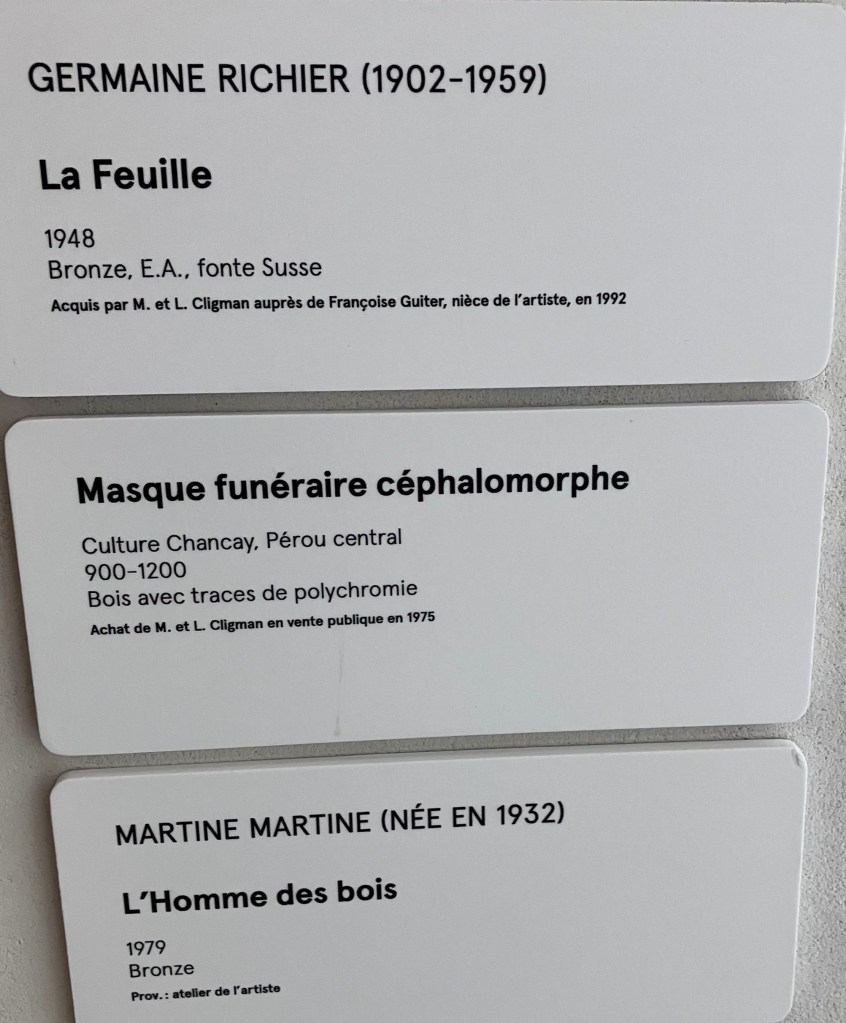 GERMAINE RICHIER (1902-1959)
La Feuille
1948
Bronze, E.A., fonte Susse
Acquis par M. et L. Cligman auprès de Françoise Guiter, nièce de l'artiste, en 1992
Masque funéraire céphalomorphe
Culture Chancay, Pérou central
900-1200
Bois avec traces de polychromie
Achat de M. et L. Cligman en vente publique en 1975
MARTINE MARTINE (NÉE EN 1932)
L'Homme des bois
1979
Bronze
Prov.: atelier de l'artiste